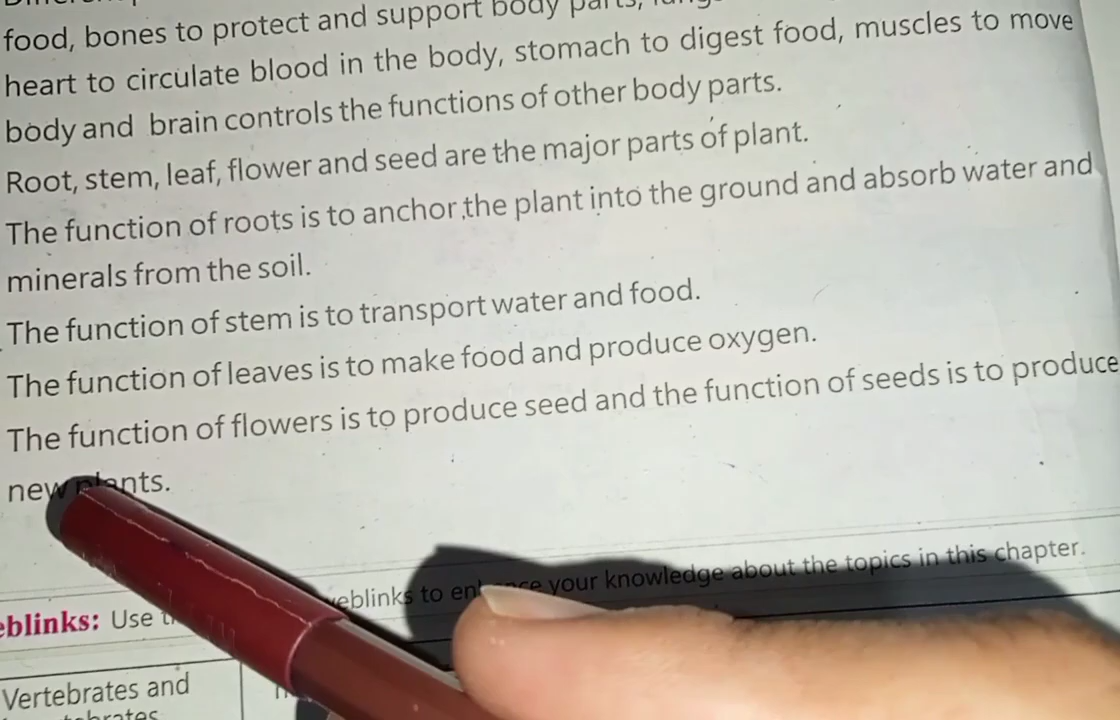 food, bones to protect and support body parts,
heart to circulate blood in the body, stomach to digest food, muscles to move
body and brain controls the functions of other body parts.
Root, stem, leaf, flower and seed are the major parts of plant.
The function of roots is to anchor the plant into the ground and absorb water and
minerals from the soil.
The function of stem is to transport water and food.
The function of leaves is to make food and produce oxygen.
The function of flowers is to produce seed and the function of seeds is to produce
new plants.
eblinks: Use weblinks to enhance your knowledge about the topics in this chapter.
Vertebrates and